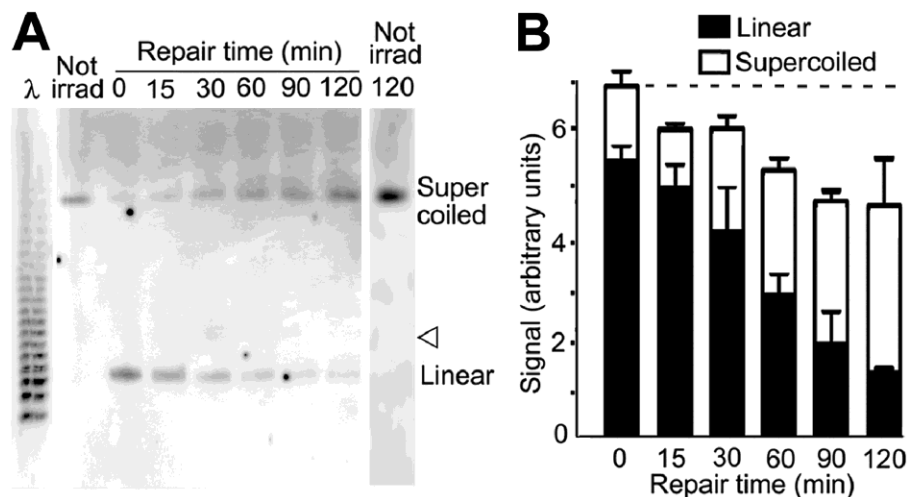 A
Not
irrad
Repair time (min)
Not
irrad
λ
0 15 30 60 90 120
120
Super
coiled
Linear
B
Linear
Supercoiled
Signal (arbitrary units)
6
4
2
0
0 15 30 60 90 120
Repair time (min)